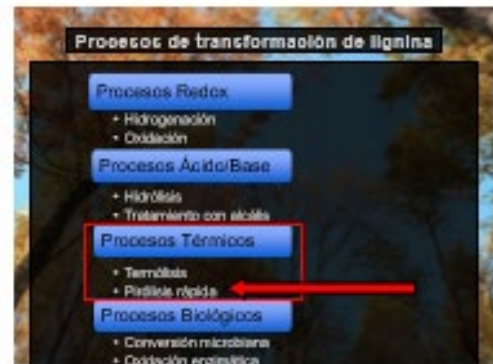 Procesos de transformación de lignina
Procesos Redox
• Hidrogenación
• Oxidación
Procesos Ácido/Base
• Hidrólisis
• Tratamiento con alcális
Procesos Térmicos
• Termólisis
• Pirólisis rápida
Procesos Biológicos
• Conversión microbiana
• Oxidación enzimática